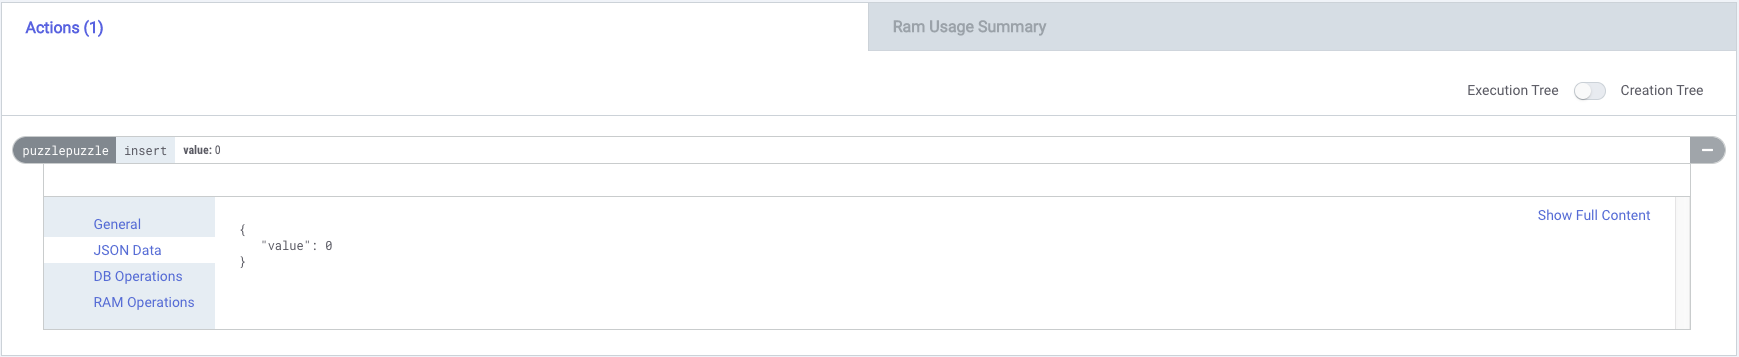 Actions (1)
Ram Usage Summary
Execution Tree
Creation Tree
puzzlepuzzle insert value: 0
General
JSON Data
DB Operations
RAM Operations
{
"value": 0
}
Show Full Content